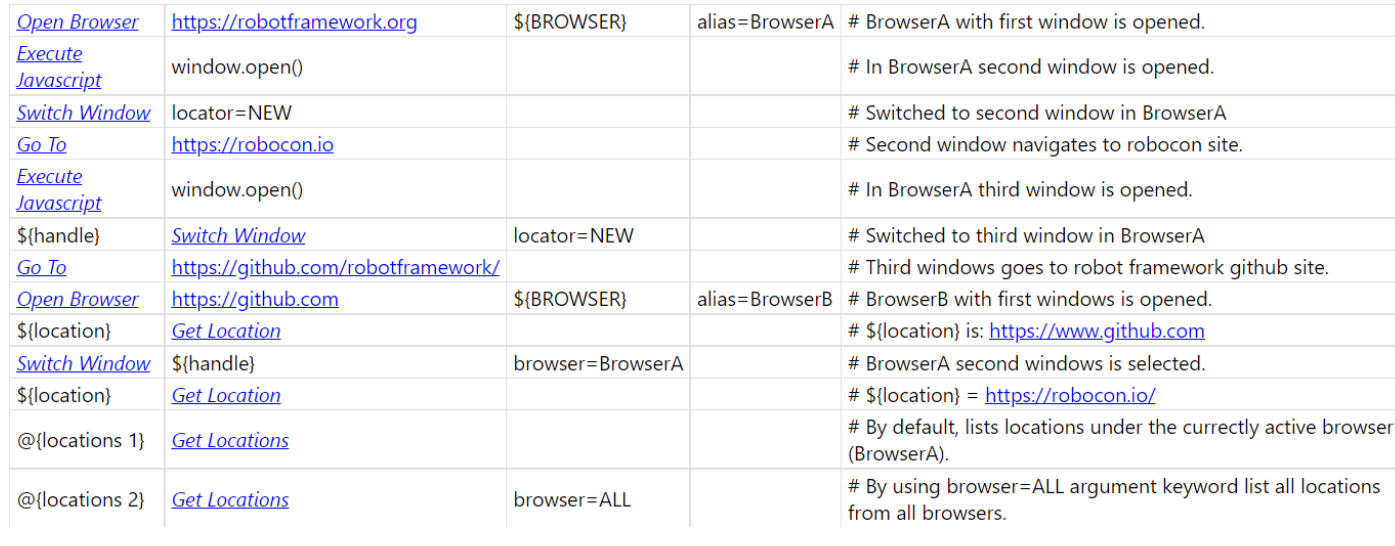 Open Browser https://robotframework.org ${BROWSER} alias=BrowserA # BrowserA with first window is opened.
Execute
Javascript window.open() # In BrowserA second window is opened.
Switch Window locator=NEW # Switched to second window in BrowserA
Go To https://robocon.io # Second window navigates to robocon site.
Execute
Javascript window.open() # In BrowserA third window is opened.
${handle} Switch Window locator=NEW # Switched to third window in BrowserA
Go To https://github.com/robotframework/ # Third windows goes to robot framework github site.
Open Browser https://github.com ${BROWSER} alias=BrowserB # BrowserB with first windows is opened.
${location} Get Location # ${location} is: https://www.github.com
Switch Window ${handle} browser=BrowserA # BrowserA second windows is selected.
${location} Get Location # ${location} = https://robocon.io/
@{locations 1} Get Locations # By default, lists locations under the currectly active browser
(BrowserA).
@{locations 2} Get Locations browser=ALL # By using browser=ALL argument keyword list all locations
from all browsers.